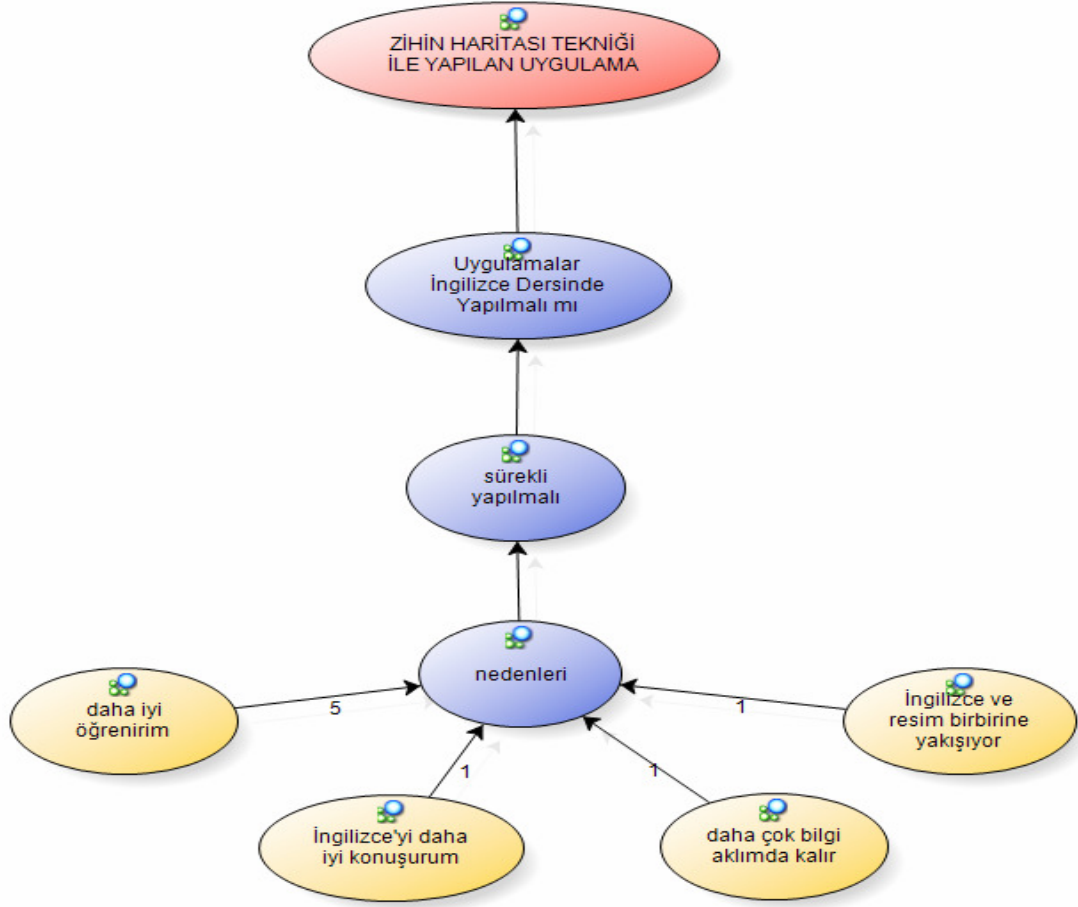 ZİHİN HARİTASI TEKNİĞİ
İLE YAPILAN UYGULAMA
Uygulamalar
İngilizce Dersinde
Yapılmalı mı
sürekli
yapılmalı
nedenleri
daha iyi
öğrenirim
5
1
1
1
İngilizce ve
resim birbirine
yakışıyor
İngilizce'yi daha
iyi konuşurum
daha çok bilgi
aklımda kalır